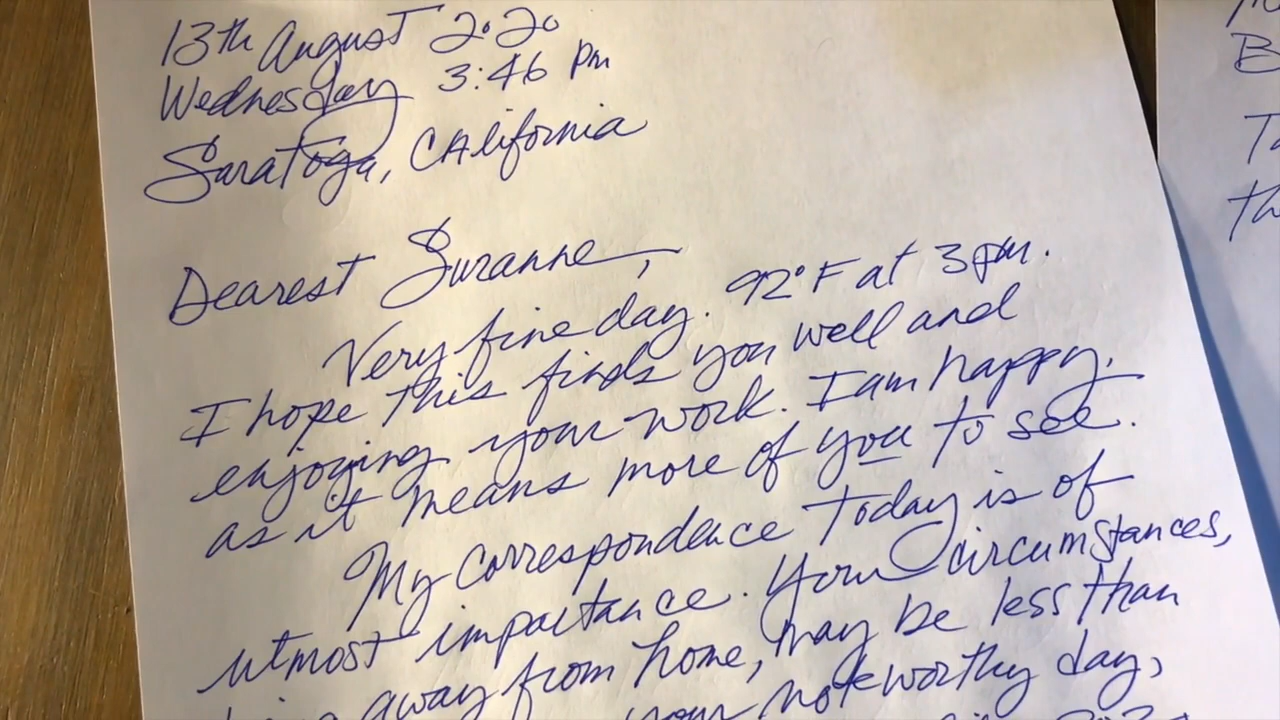 13th August 2020
Wednesday 3:46 pm
Saratoga, CAlifornia
Dearest Suzanne,
Very fine day. 92°F at 3pm.
I hope this finds you well and
enjoying your work. I am happy,
as it means more of you to see.
My correspondence today is of
utmost importance. Your circumstances,
away from home, may be less than
your noteworthy day,
B
th